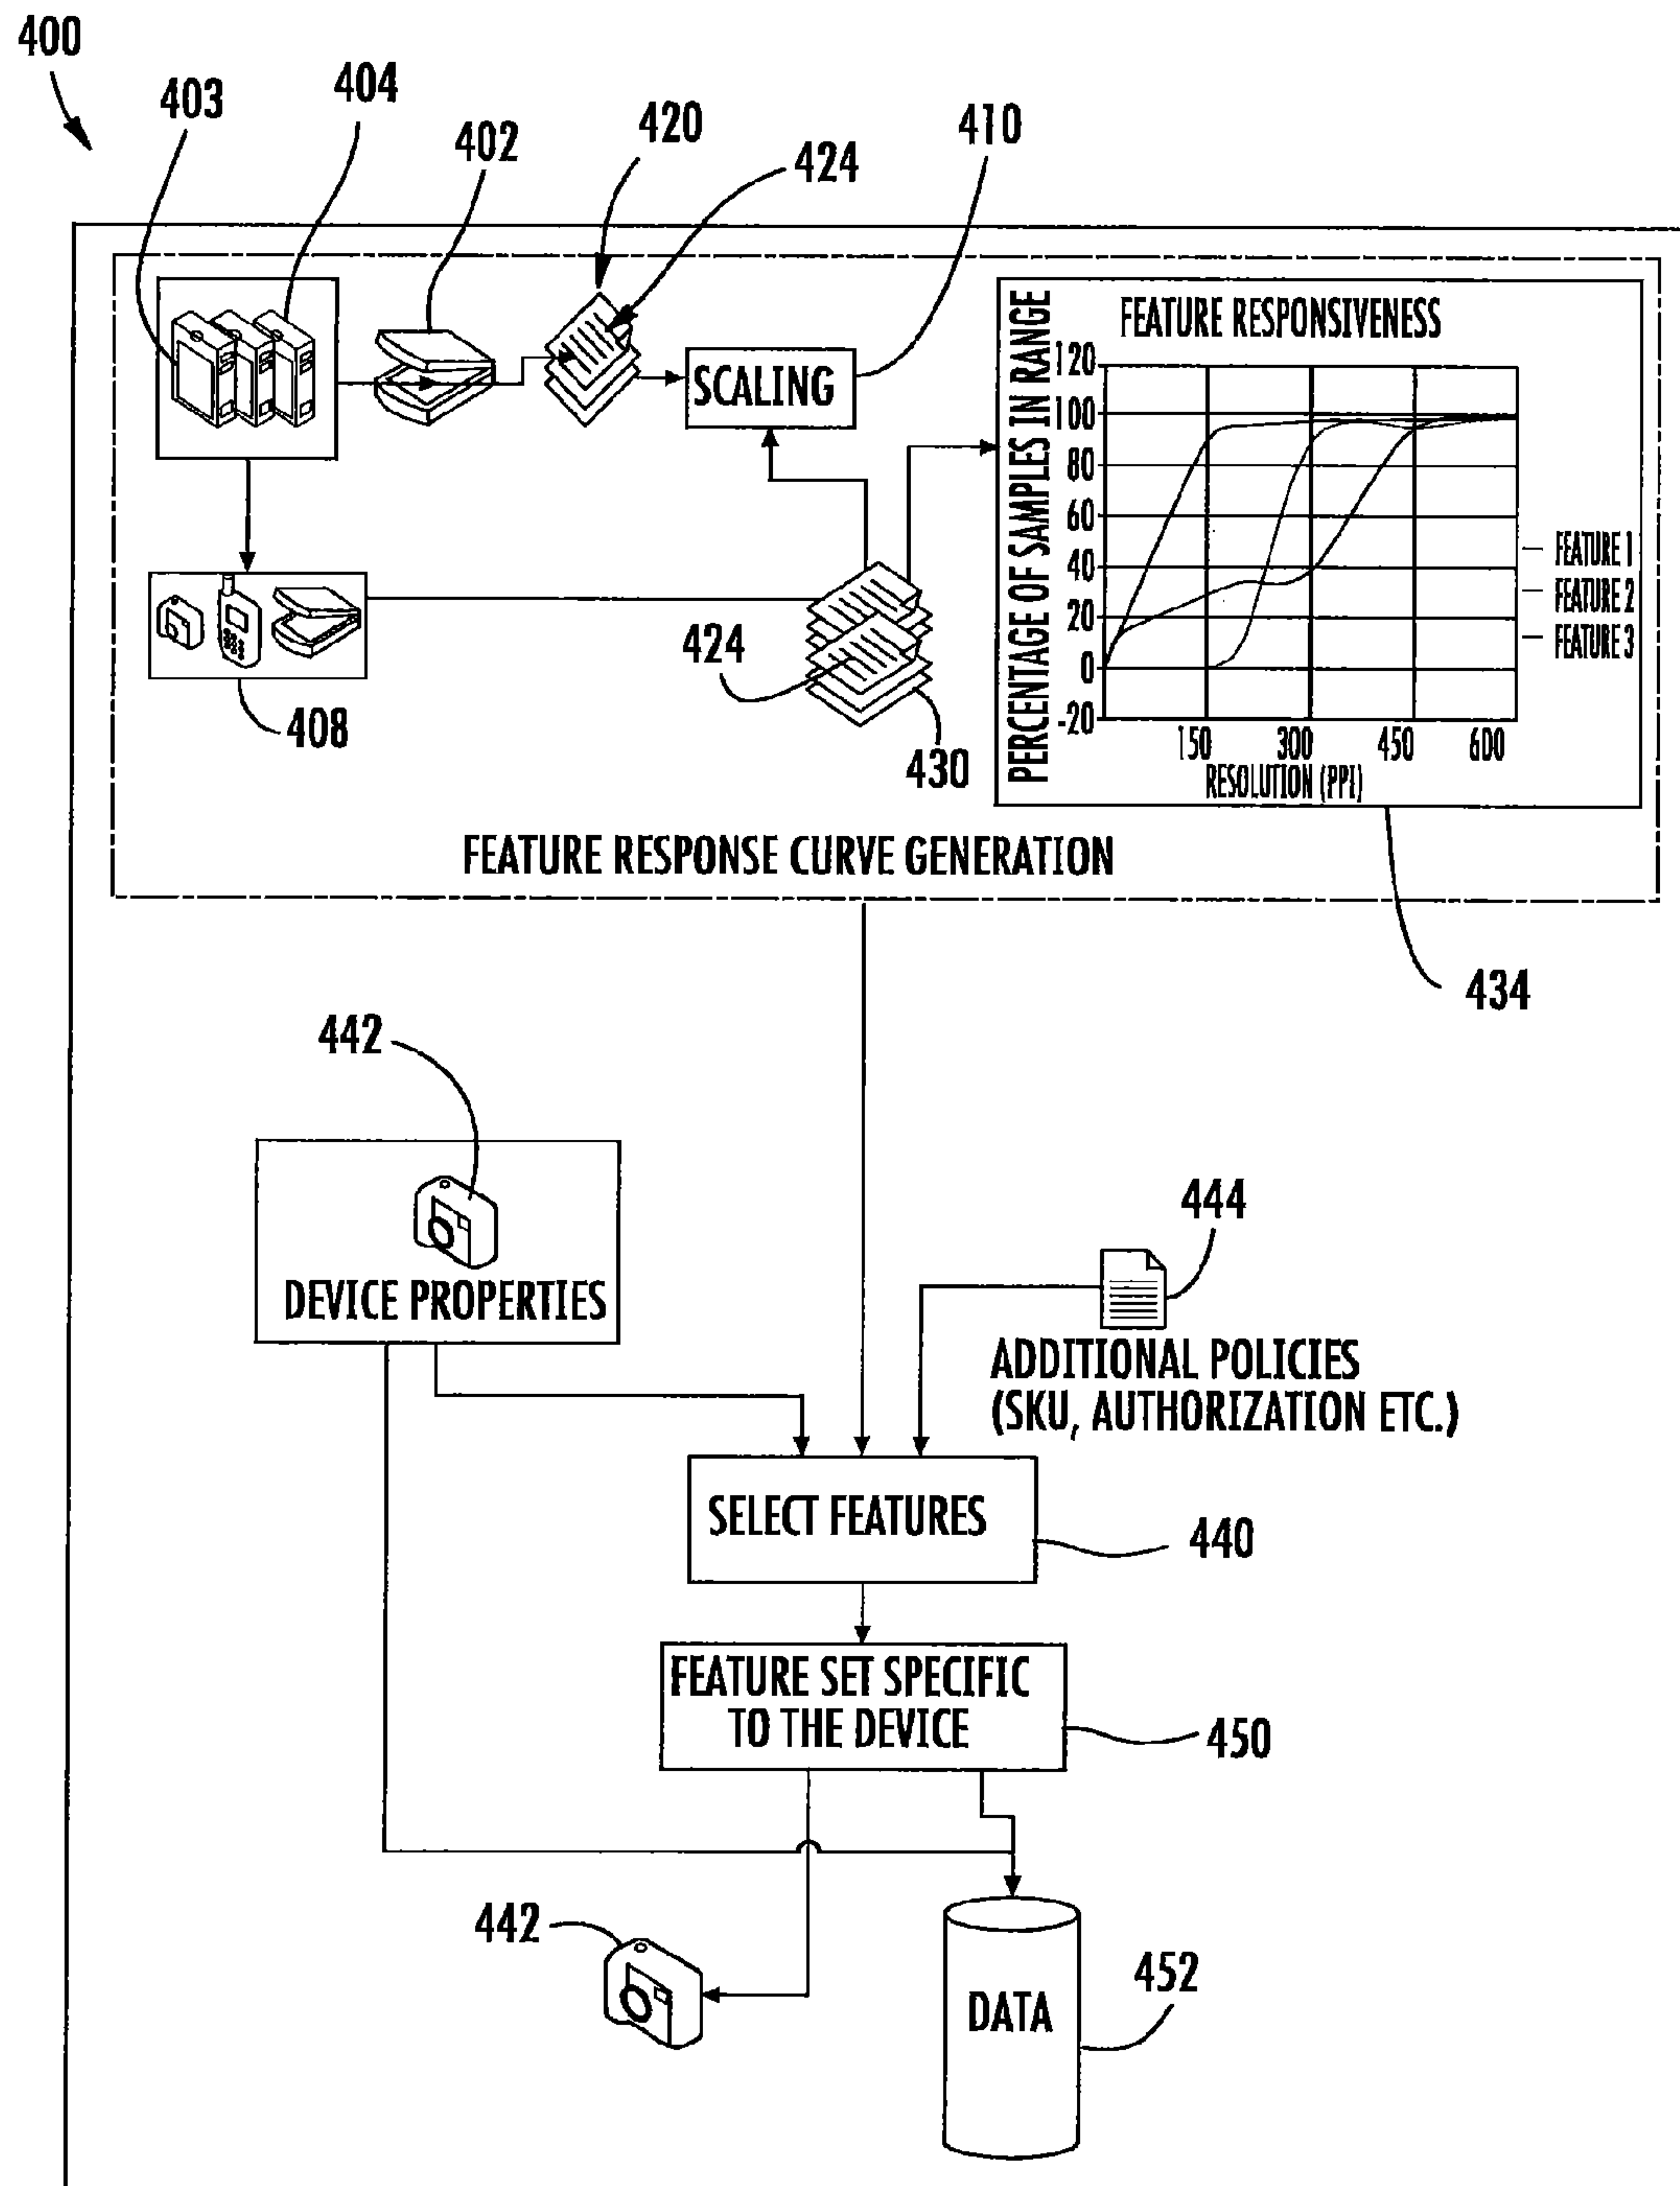 400
403
404
402
420
424
410
SCALING
FEATURE RESPONSIVENESS
PERCENTAGE OF SAMPLES IN RANGE
120
100
80
60
40
20
0
-20
150 300 450 600
RESOLUTION (PPI)
FEATURE 1
FEATURE 2
FEATURE 3
424
408
430
FEATURE RESPONSE CURVE GENERATION
434
442
DEVICE PROPERTIES
444
ADDITIONAL POLICIES
(SKU, AUTHORIZATION ETC.)
SELECT FEATURES
440
FEATURE SET SPECIFIC
TO THE DEVICE
450
442
452
DATA